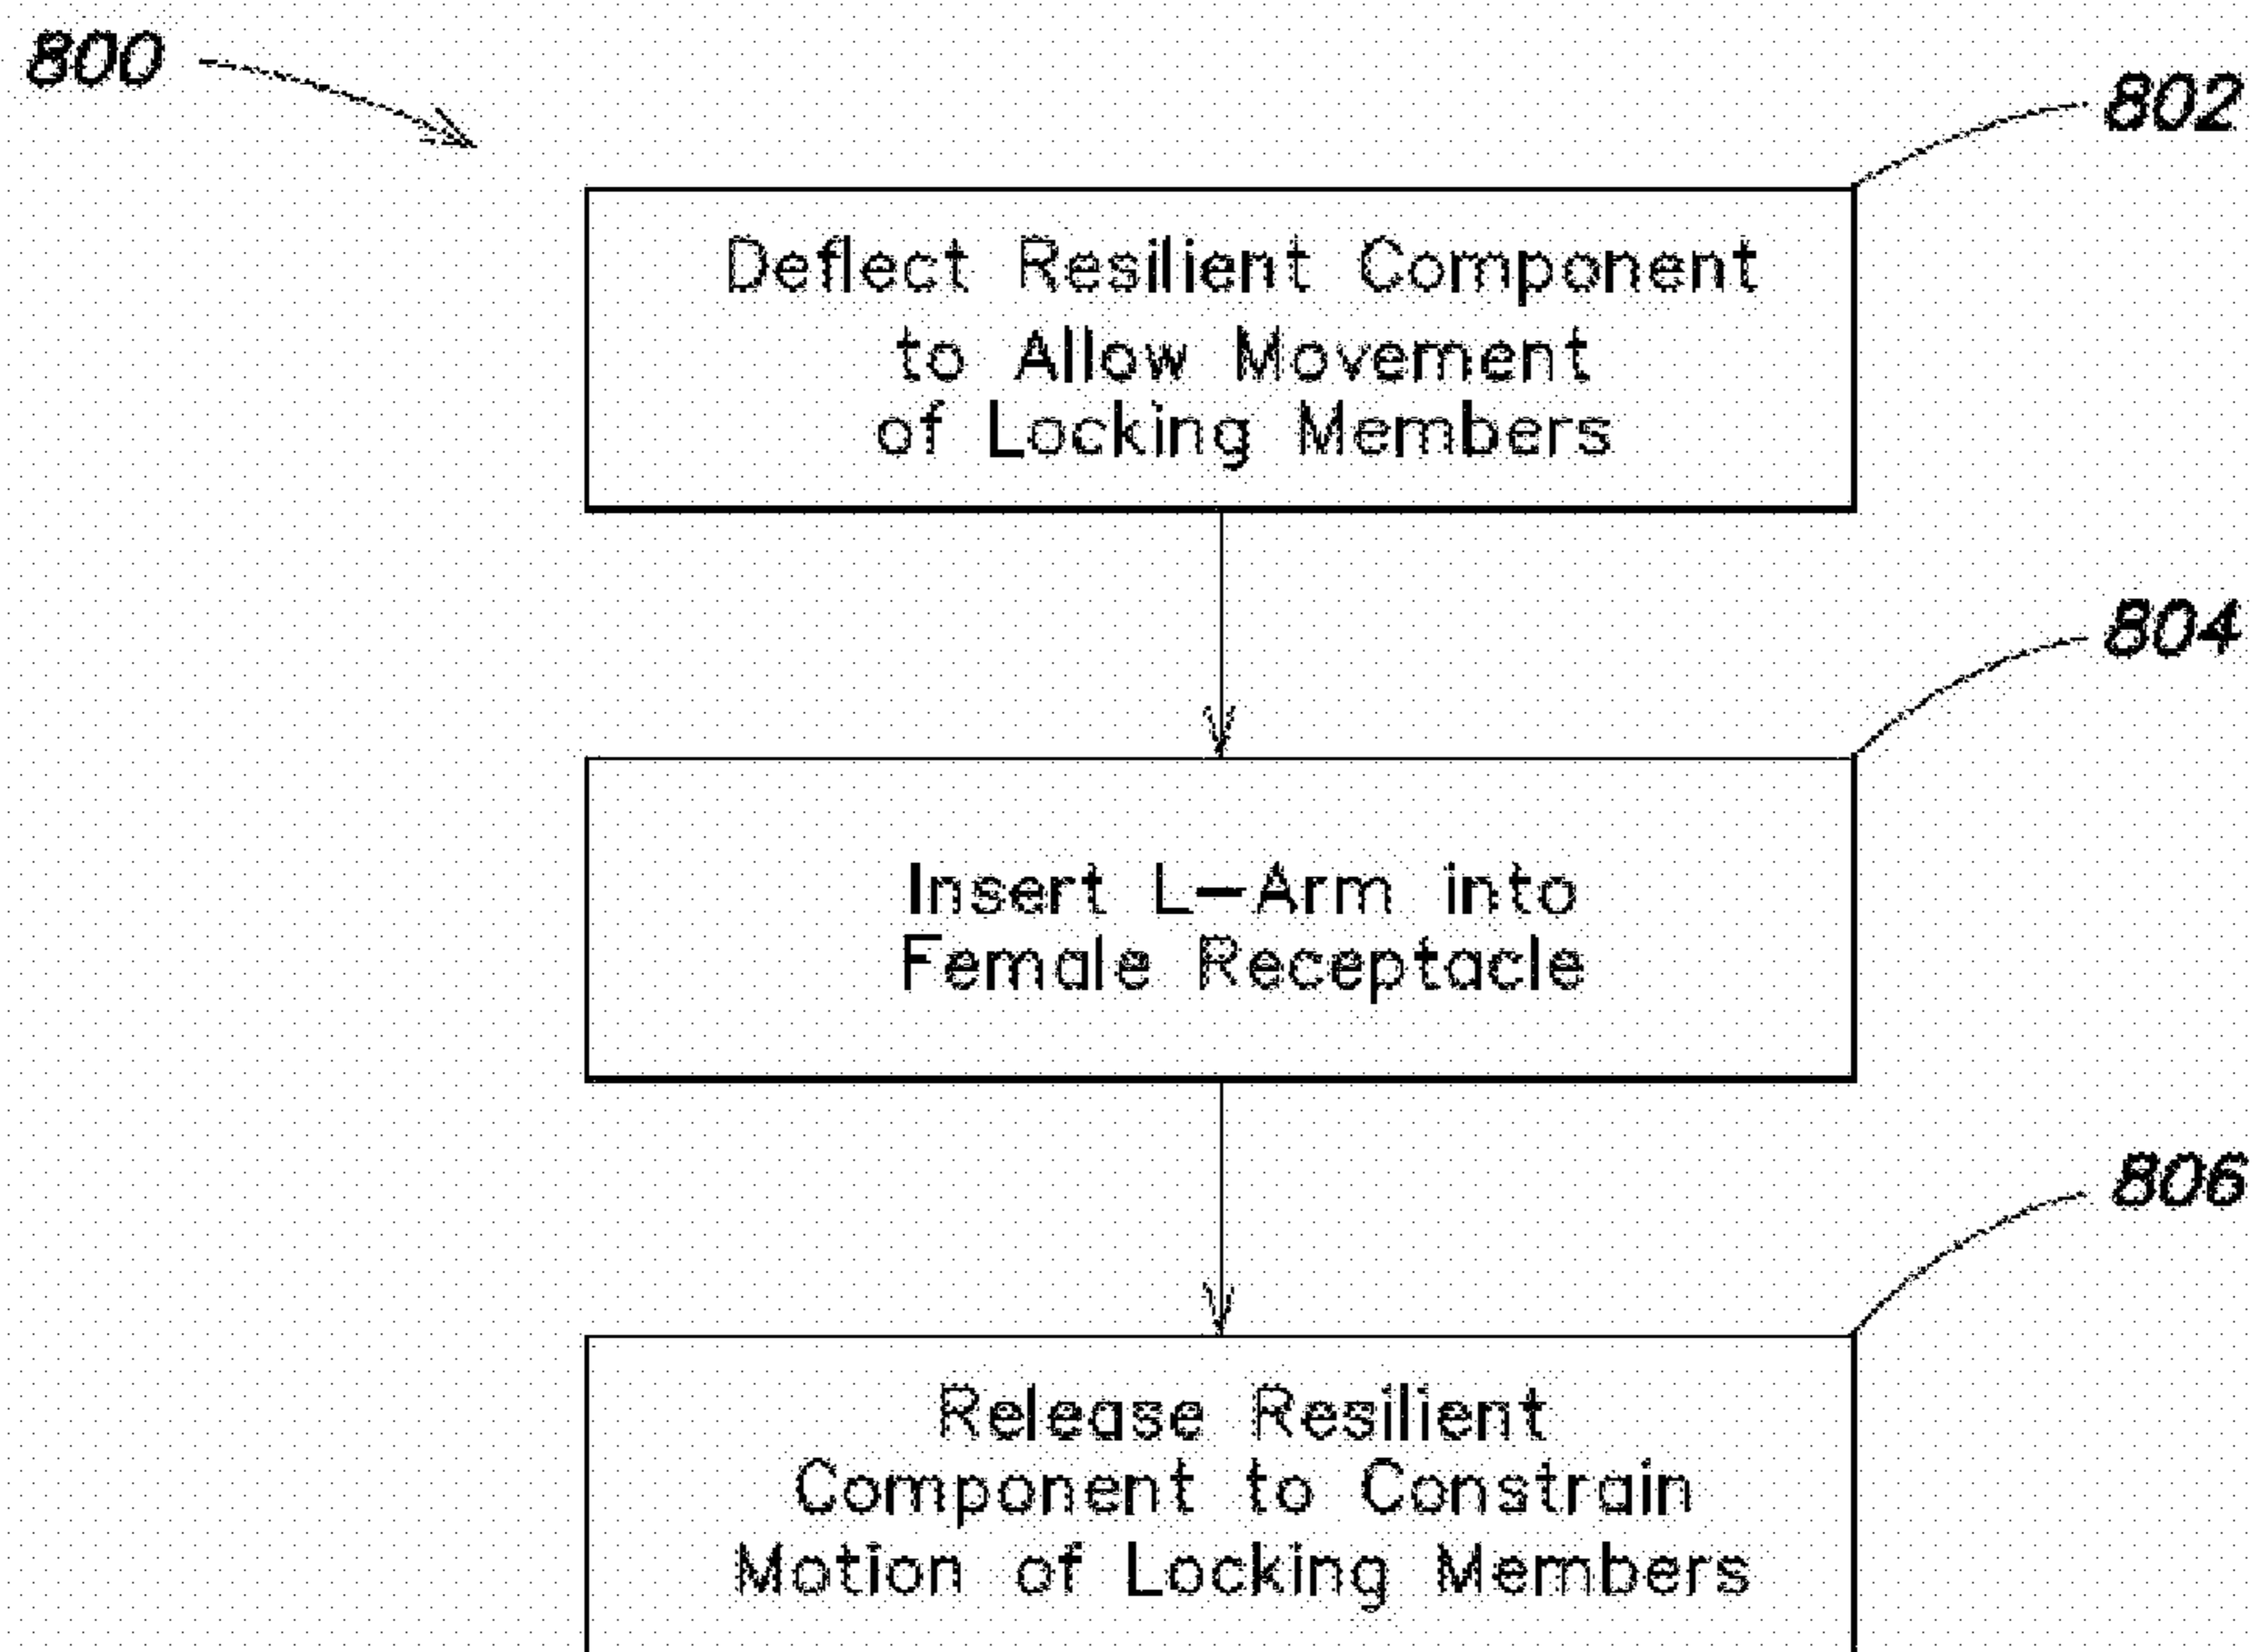 800
802
Deflect Resilient Component
to Allow Movement
of Locking Members
804
Insert L-Arm into
Female Receptacle
806
Release Resilient
Component to Constrain
Motion of Locking Members